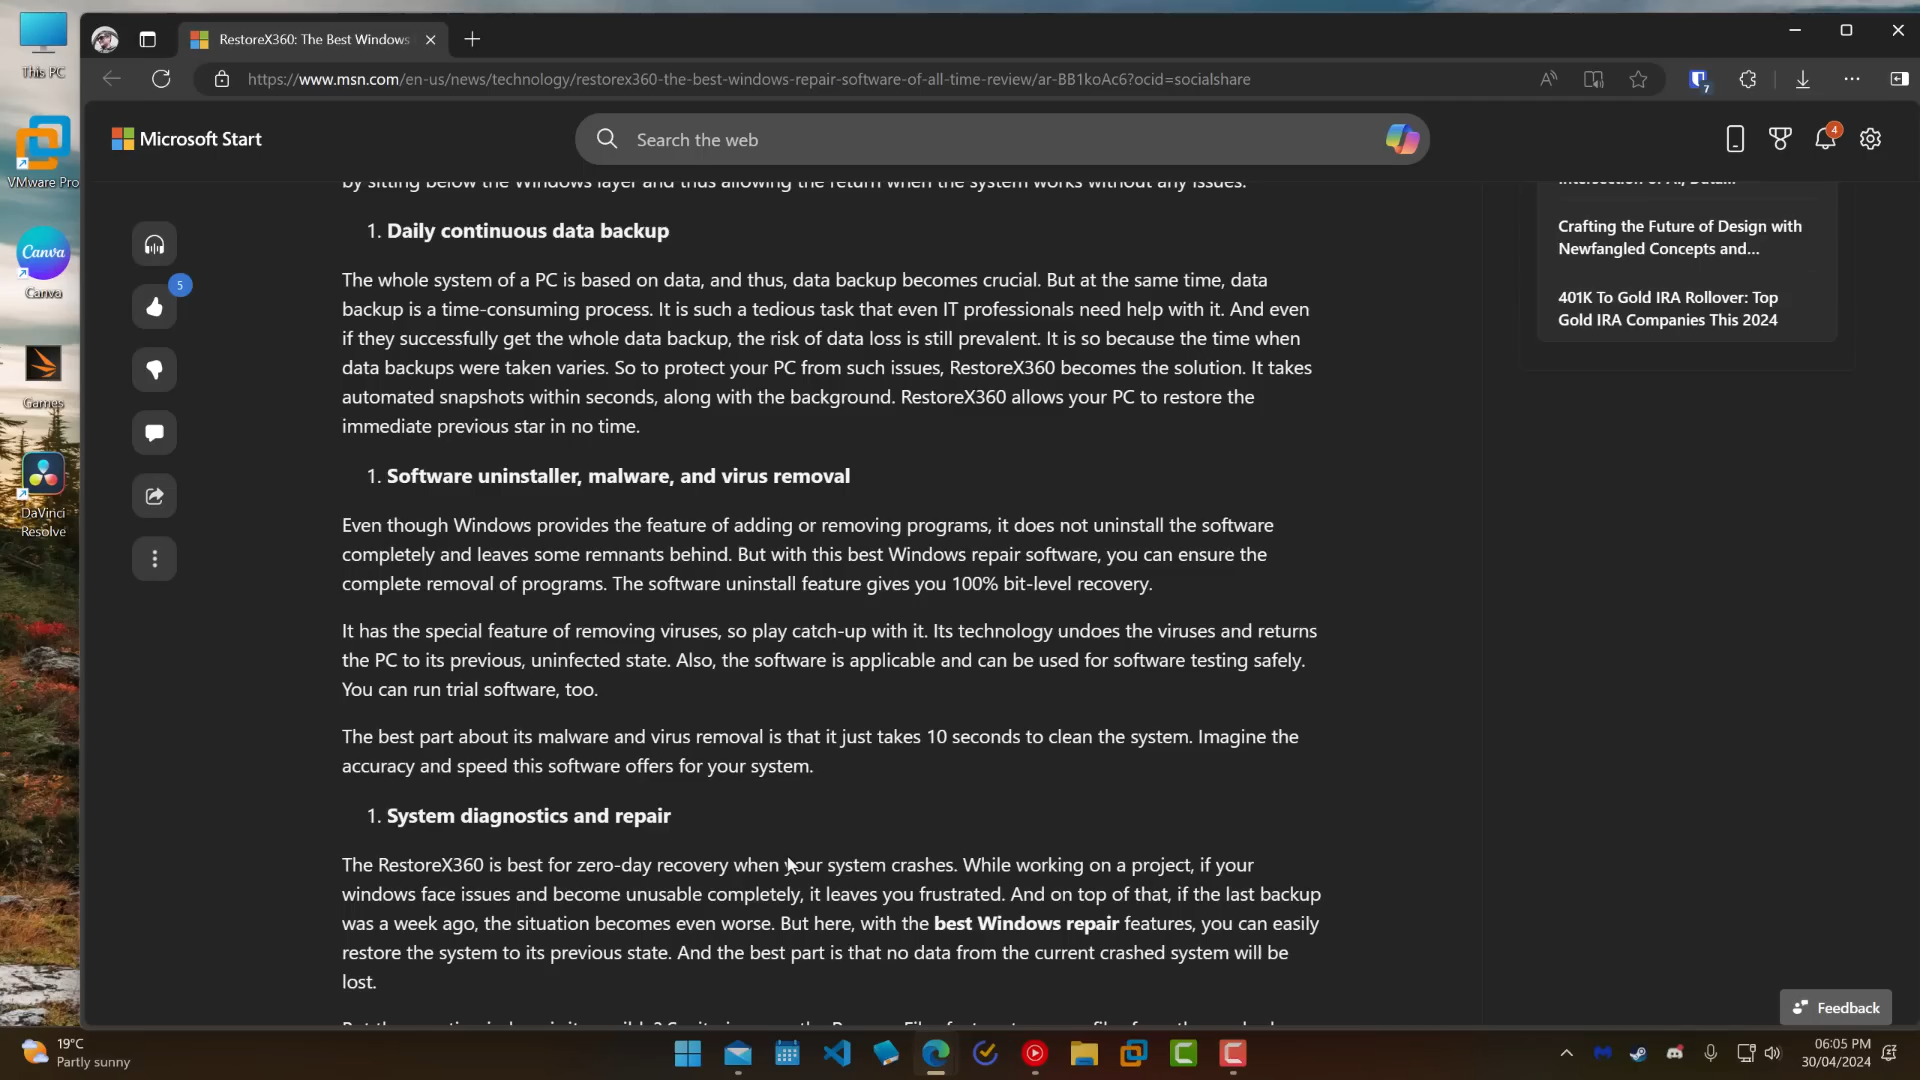 This PC
VMware Pro
Canva
Canva
Games
DaVinci
Resolve
RestoreX360: The Best Windows
https://www.msn.com/en-us/news/technology/restorex360-the-best-windows-repair-software-of-all-time-review/ar-BB1koAc6?ocid=socialshare
7
Microsoft Start
Search the web
4
by sitting below the Windows layer and thus allowing the return when the system works without any issues.
1. Daily continuous data backup
The whole system of a PC is based on data, and thus, data backup becomes crucial. But at the same time, data
backup is a time-consuming process. It is such a tedious task that even IT professionals need help with it. And even
if they successfully get the whole data backup, the risk of data loss is still prevalent. It is so because the time when
data backups were taken varies. So to protect your PC from such issues, RestoreX360 becomes the solution. It takes
automated snapshots within seconds, along with the background. RestoreX360 allows your PC to restore the
immediate previous star in no time.
1. Software uninstaller, malware, and virus removal
Even though Windows provides the feature of adding or removing programs, it does not uninstall the software
completely and leaves some remnants behind. But with this best Windows repair software, you can ensure the
complete removal of programs. The software uninstall feature gives you 100% bit-level recovery.
It has the special feature of removing viruses, so play catch-up with it. Its technology undoes the viruses and returns
the PC to its previous, uninfected state. Also, the software is applicable and can be used for software testing safely.
You can run trial software, too.
The best part about its malware and virus removal is that it just takes 10 seconds to clean the system. Imagine the
accuracy and speed this software offers for your system.
1. System diagnostics and repair
The RestoreX360 is best for zero-day recovery when your system crashes. While working on a project, if your
windows face issues and become unusable completely, it leaves you frustrated. And on top of that, if the last backup
was a week ago, the situation becomes even worse. But here, with the best Windows repair features, you can easily
restore the system to its previous state. And the best part is that no data from the current crashed system will be
lost.
5
Crafting the Future of Design with
Newfangled Concepts and...
401K To Gold IRA Rollover: Top
Gold IRA Companies This 2024
Feedback
19°C
Partly sunny
06:05 PM
30/04/2024